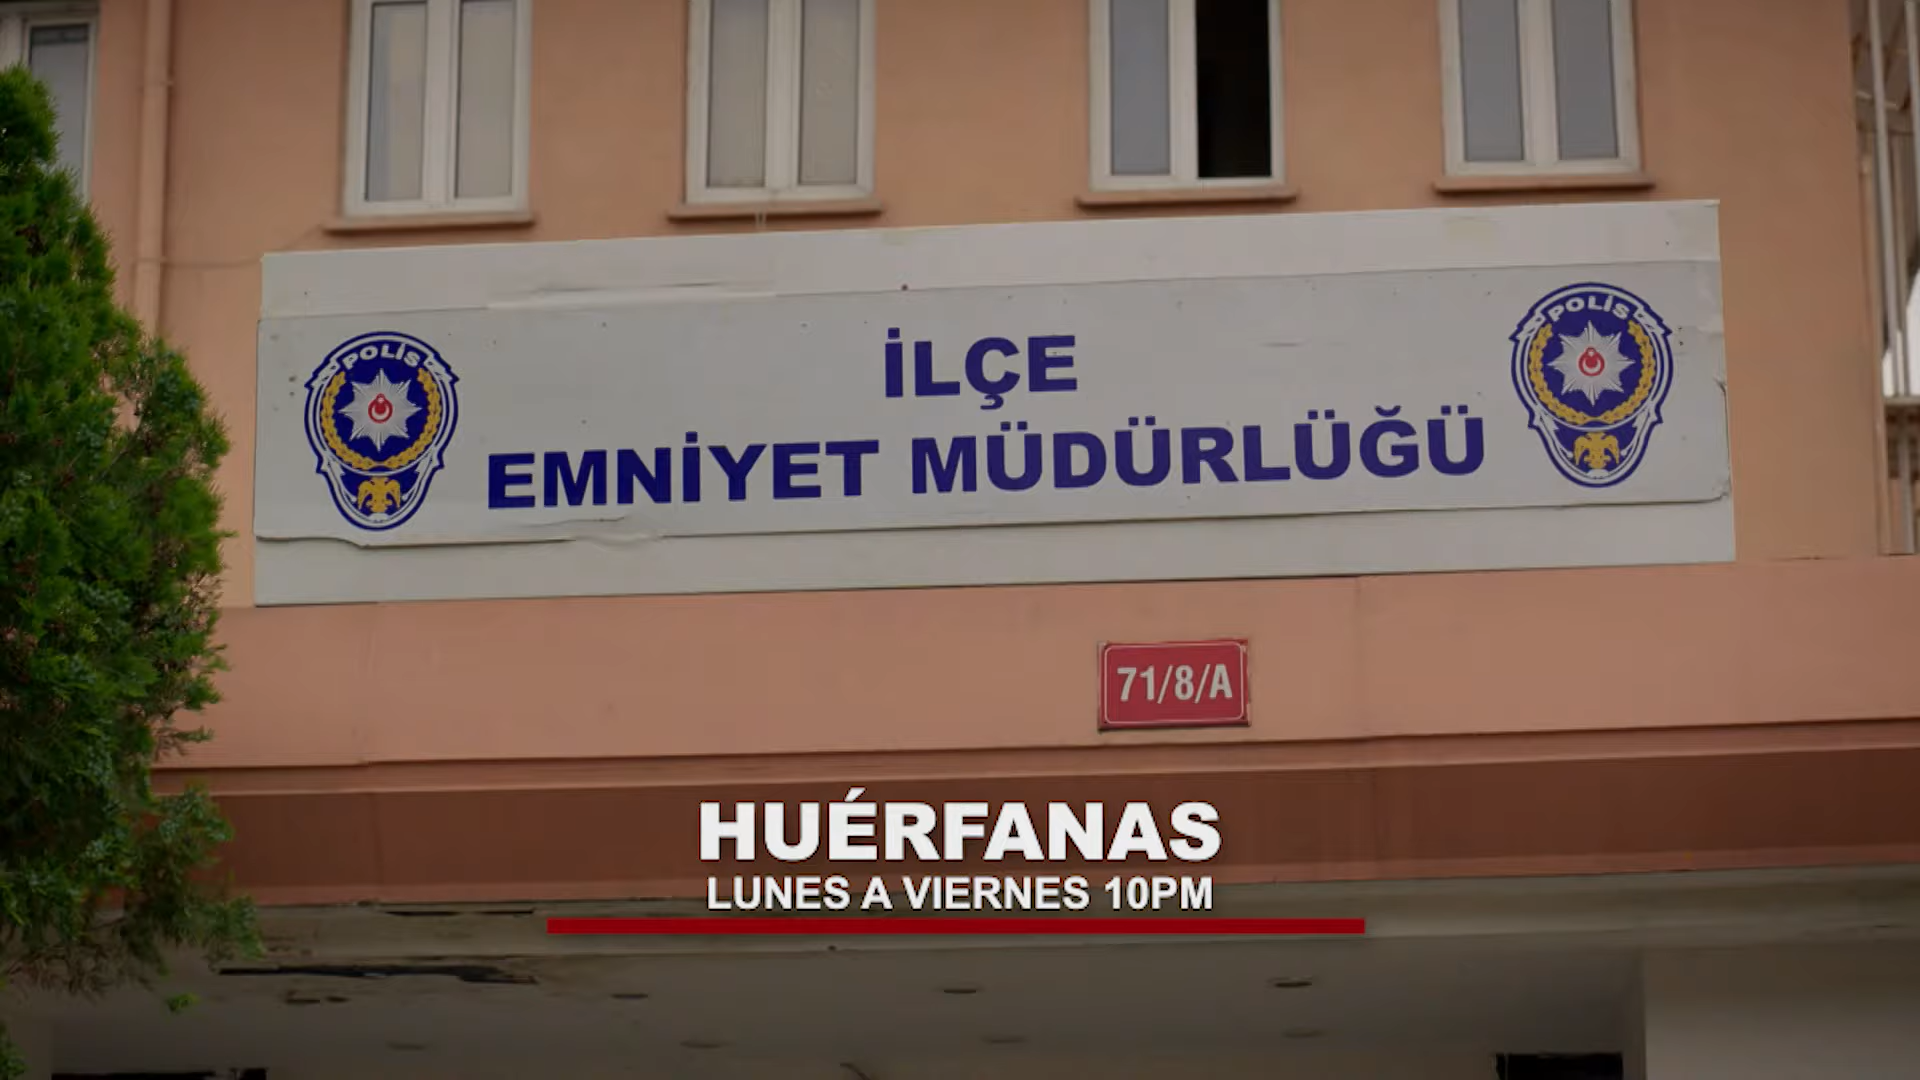 POLİS
POLİS
İLÇE
EMNİYET MÜDÜRLÜĞÜ
71/8/A
HUÉRFANAS
LUNES A VIERNES 10PM